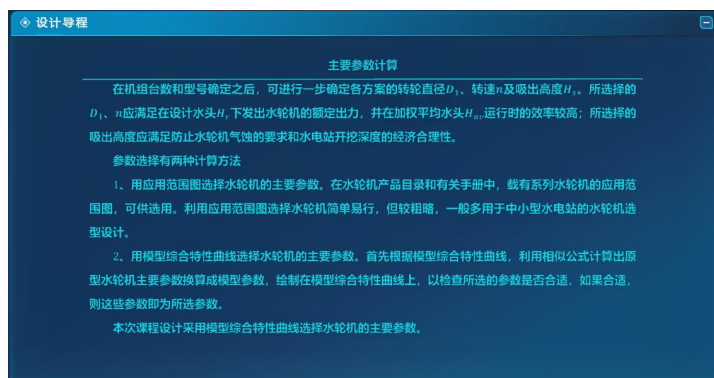 设计导程
主要参数计算
在机组台数和型号确定之后，可进一步确定各方案的转轮直径D₁、转速n及吸出高度Hₛ。所选择的
D₁、n应满足在设计水头Hᵣ下发出水轮机的额定出力，并在加权平均水头Hₐᵥ运行时的效率较高；所选择的
吸出高度应满足防止水轮机气蚀的要求和水电站开挖深度的经济合理性。
参数选择有两种计算方法
1、用应用范围图选择水轮机的主要参数。在水轮机产品目录和有关手册中，载有系列水轮机的应用范
围图，可供选用。利用应用范围图选择水轮机简单易行，但较粗略，一般多用于中小型水电站的水轮机选
型设计。
2、用模型综合特性曲线选择水轮机的主要参数。首先根据模型综合特性曲线，利用相似公式计算出原
型水轮机主要参数换算成模型参数，绘制在模型综合特性曲线上，以检查所选的参数是否合适，如果合适，
则这些参数即为所选参数。
本次课程设计采用模型综合特性曲线选择水轮机的主要参数。